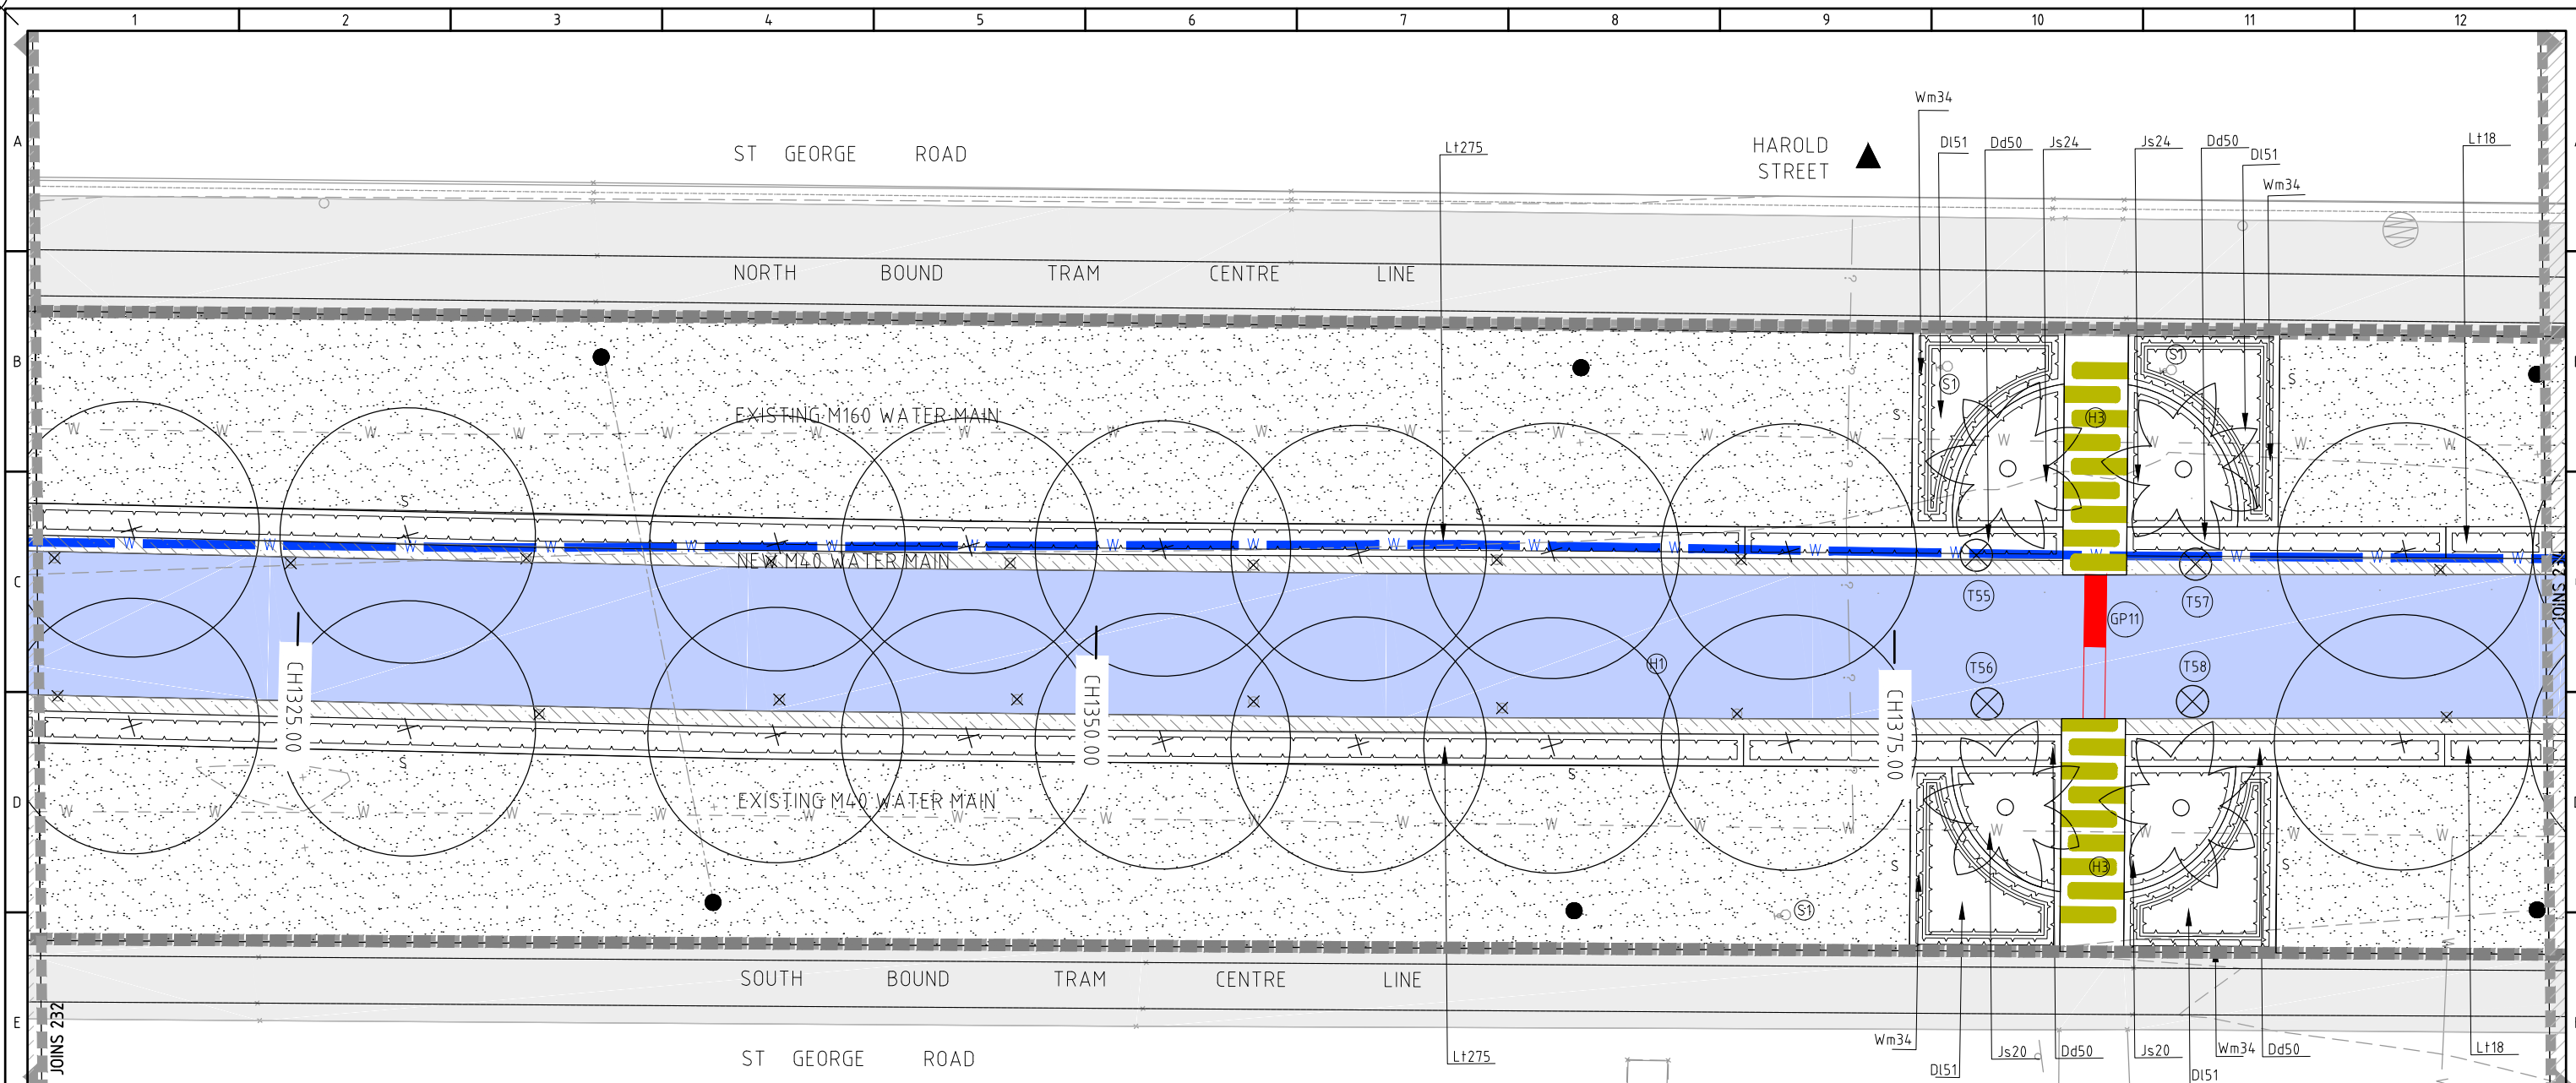 1 2 3 4 5 6 7 8 9 10 11 12
A
Wm34
ST GEORGE ROAD
Lt275
HAROLD
STREET
Dl51
Dd50
Js24
Js24
Dd50
Dl51
Wm34
Lt18
NORTH BOUND TRAM CENTRE LINE
B
S1
S1
S
S
H3
EXISTING M160 WATER MAIN
W W W W W W W W W W W W W W W W W
S
S
W W W W W W W W W W W W W W W W W W
C
NEW M40 WATER MAIN
T55
T57
GP11
H1
T56
T58
JOINS 234
CH1325.00
CH1350.00
CH1375.00
S
S
D
EXISTING M40 WATER MAIN
W W W W W W W W W W W W W W W W W
S
H3
S
S1
SOUTH BOUND TRAM CENTRE LINE
E
JOINS 232
ST GEORGE ROAD
Lt275
Wm34
Dl51
Js20
Dd50
Js20
Dl51
Wm34
Dd50
Lt18